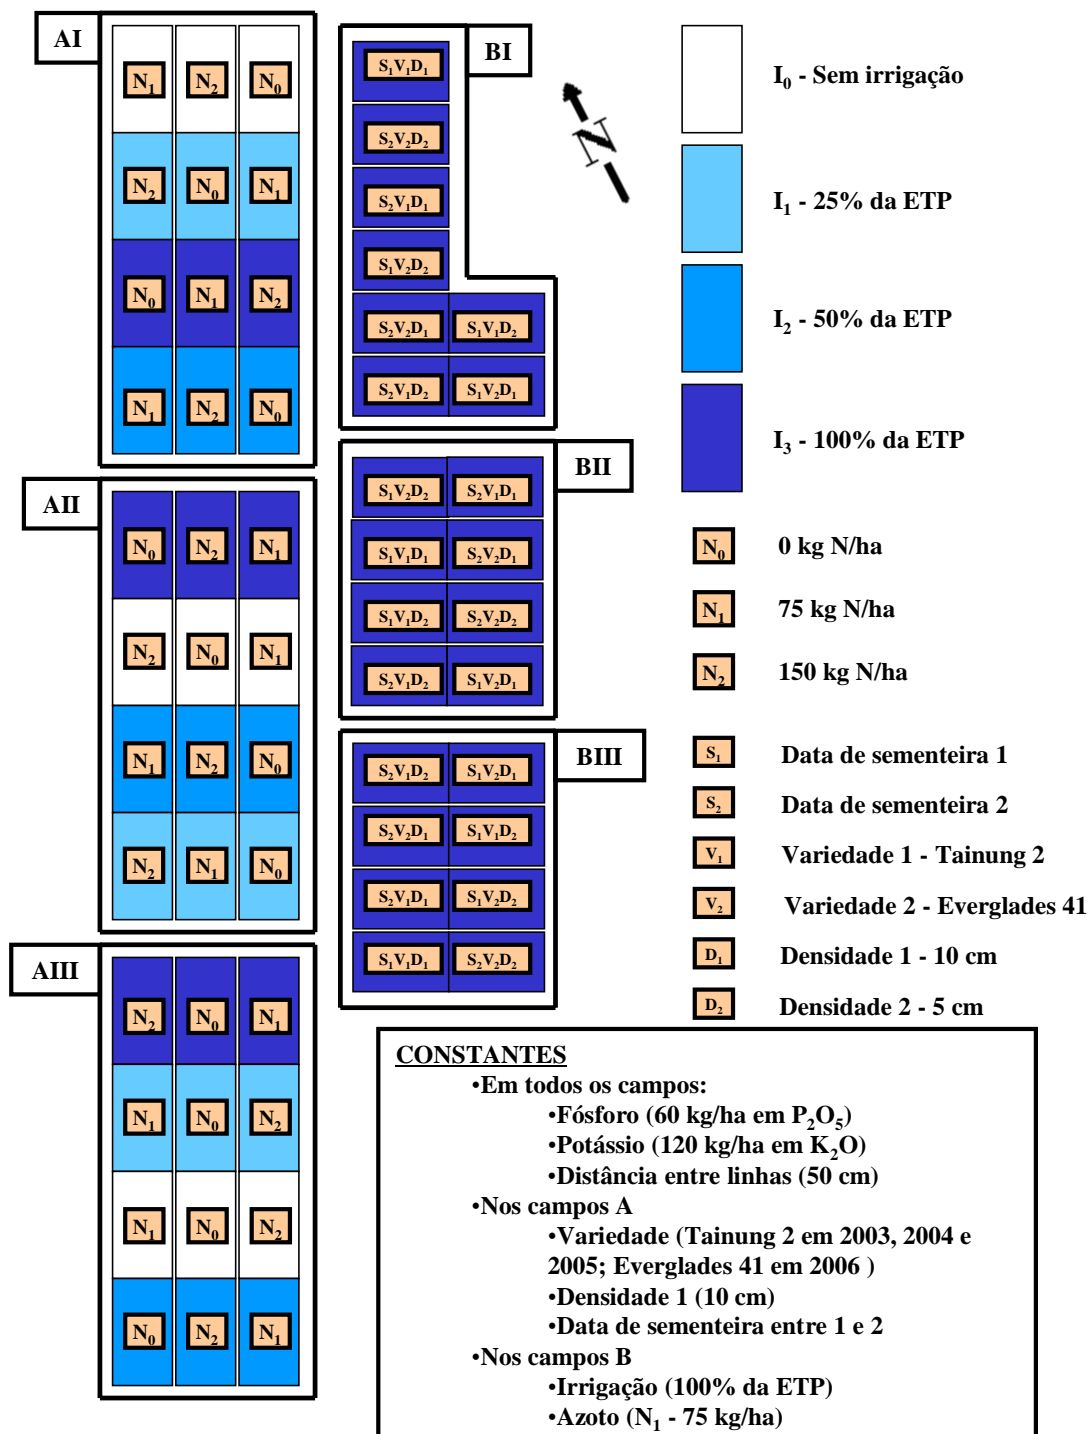 AI
N₁ N₂ N₀
N₂ N₀ N₁
N₀ N₁ N₂
N₁ N₂ N₀
AII
N₀ N₂ N₁
N₂ N₀ N₁
N₁ N₂ N₀
N₂ N₁ N₀
AIII
N₂ N₀ N₁
N₁ N₀ N₂
N₁ N₀ N₂
N₀ N₂ N₁
BI
S₁V₁D₁
S₂V₂D₂
S₂V₁D₁
S₁V₂D₂
S₂V₂D₁ S₁V₁D₂
S₂V₁D₂ S₁V₂D₁
BII
S₁V₂D₂ S₂V₁D₁
S₁V₁D₁ S₂V₂D₁
S₁V₁D₂ S₂V₂D₂
S₂V₁D₂ S₁V₂D₁
BIII
S₂V₁D₂ S₁V₂D₁
S₂V₂D₁ S₁V₁D₂
S₂V₁D₁ S₁V₂D₂
S₁V₁D₁ S₂V₂D₂
N
I₀ - Sem irrigação
I₁ - 25% da ETP
I₂ - 50% da ETP
I₃ - 100% da ETP
N₀ 0 kg N/ha
N₁ 75 kg N/ha
N₂ 150 kg N/ha
S₁ Data de sementeira 1
S₂ Data de sementeira 2
V₁ Variedade 1 - Tainung 2
V₂ Variedade 2 - Everglades 41
D₁ Densidade 1 - 10 cm
D₂ Densidade 2 - 5 cm
CONSTANTES
•Em todos os campos:
•Fósforo (60 kg/ha em P₂O₅)
•Potássio (120 kg/ha em K₂O)
•Distância entre linhas (50 cm)
•Nos campos A
•Variedade (Tainung 2 em 2003, 2004 e
2005; Everglades 41 em 2006 )
•Densidade 1 (10 cm)
•Data de sementeira entre 1 e 2
•Nos campos B
•Irrigação (100% da ETP)
•Azoto (N₁ - 75 kg/ha)